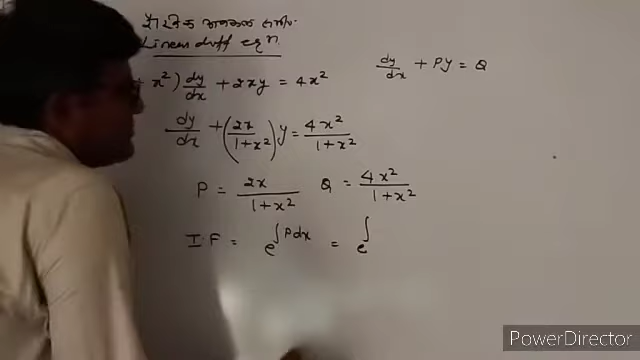 Linear diff eqn.
+ x²) dy/dx + 2xy = 4x²
dy/dx + Py = Q
dy/dx + (2x/1+x²) y = 4x²/1+x²
P = 2x/1+x² Q = 4x²/1+x²
I.F = e^∫Pdx = e^∫
PowerDirector